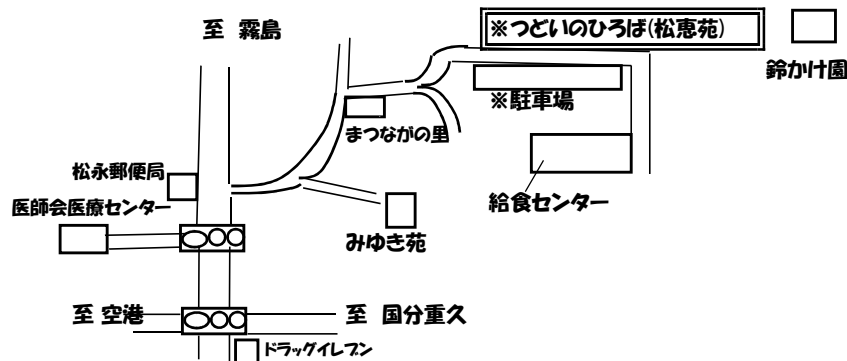 至 霧島
※つどいのひろば(松恵苑)
鈴かけ園
※駐車場
まつながの里
松永郵便局
医師会医療センター
給食センター
みゆき苑
至 空港
至 国分重久
ドラッグイレブン